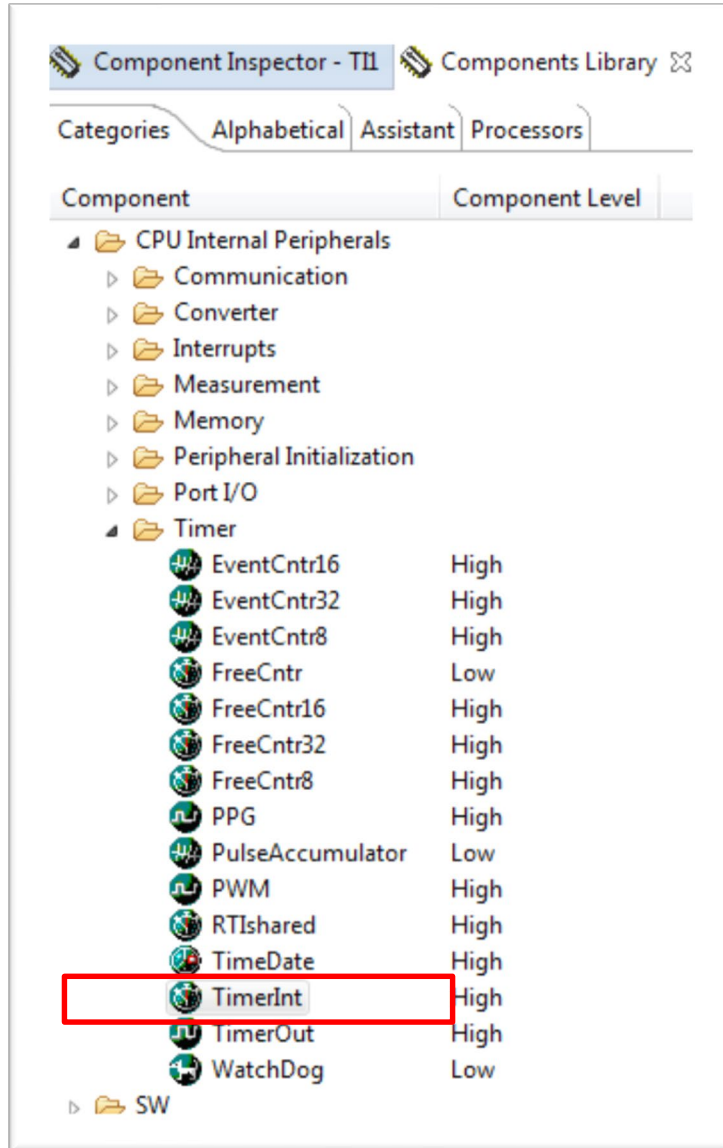 Component Inspector - TI1 Components Library
Categories Alphabetical Assistant Processors
Component Component Level
CPU Internal Peripherals
Communication
Converter
Interrupts
Measurement
Memory
Peripheral Initialization
Port I/O
Timer
EventCntr16 High
EventCntr32 High
EventCntr8 High
FreeCntr Low
FreeCntr16 High
FreeCntr32 High
FreeCntr8 High
PPG High
PulseAccumulator Low
PWM High
RTIshared High
TimeDate High
TimerInt High
TimerOut High
WatchDog Low
SW